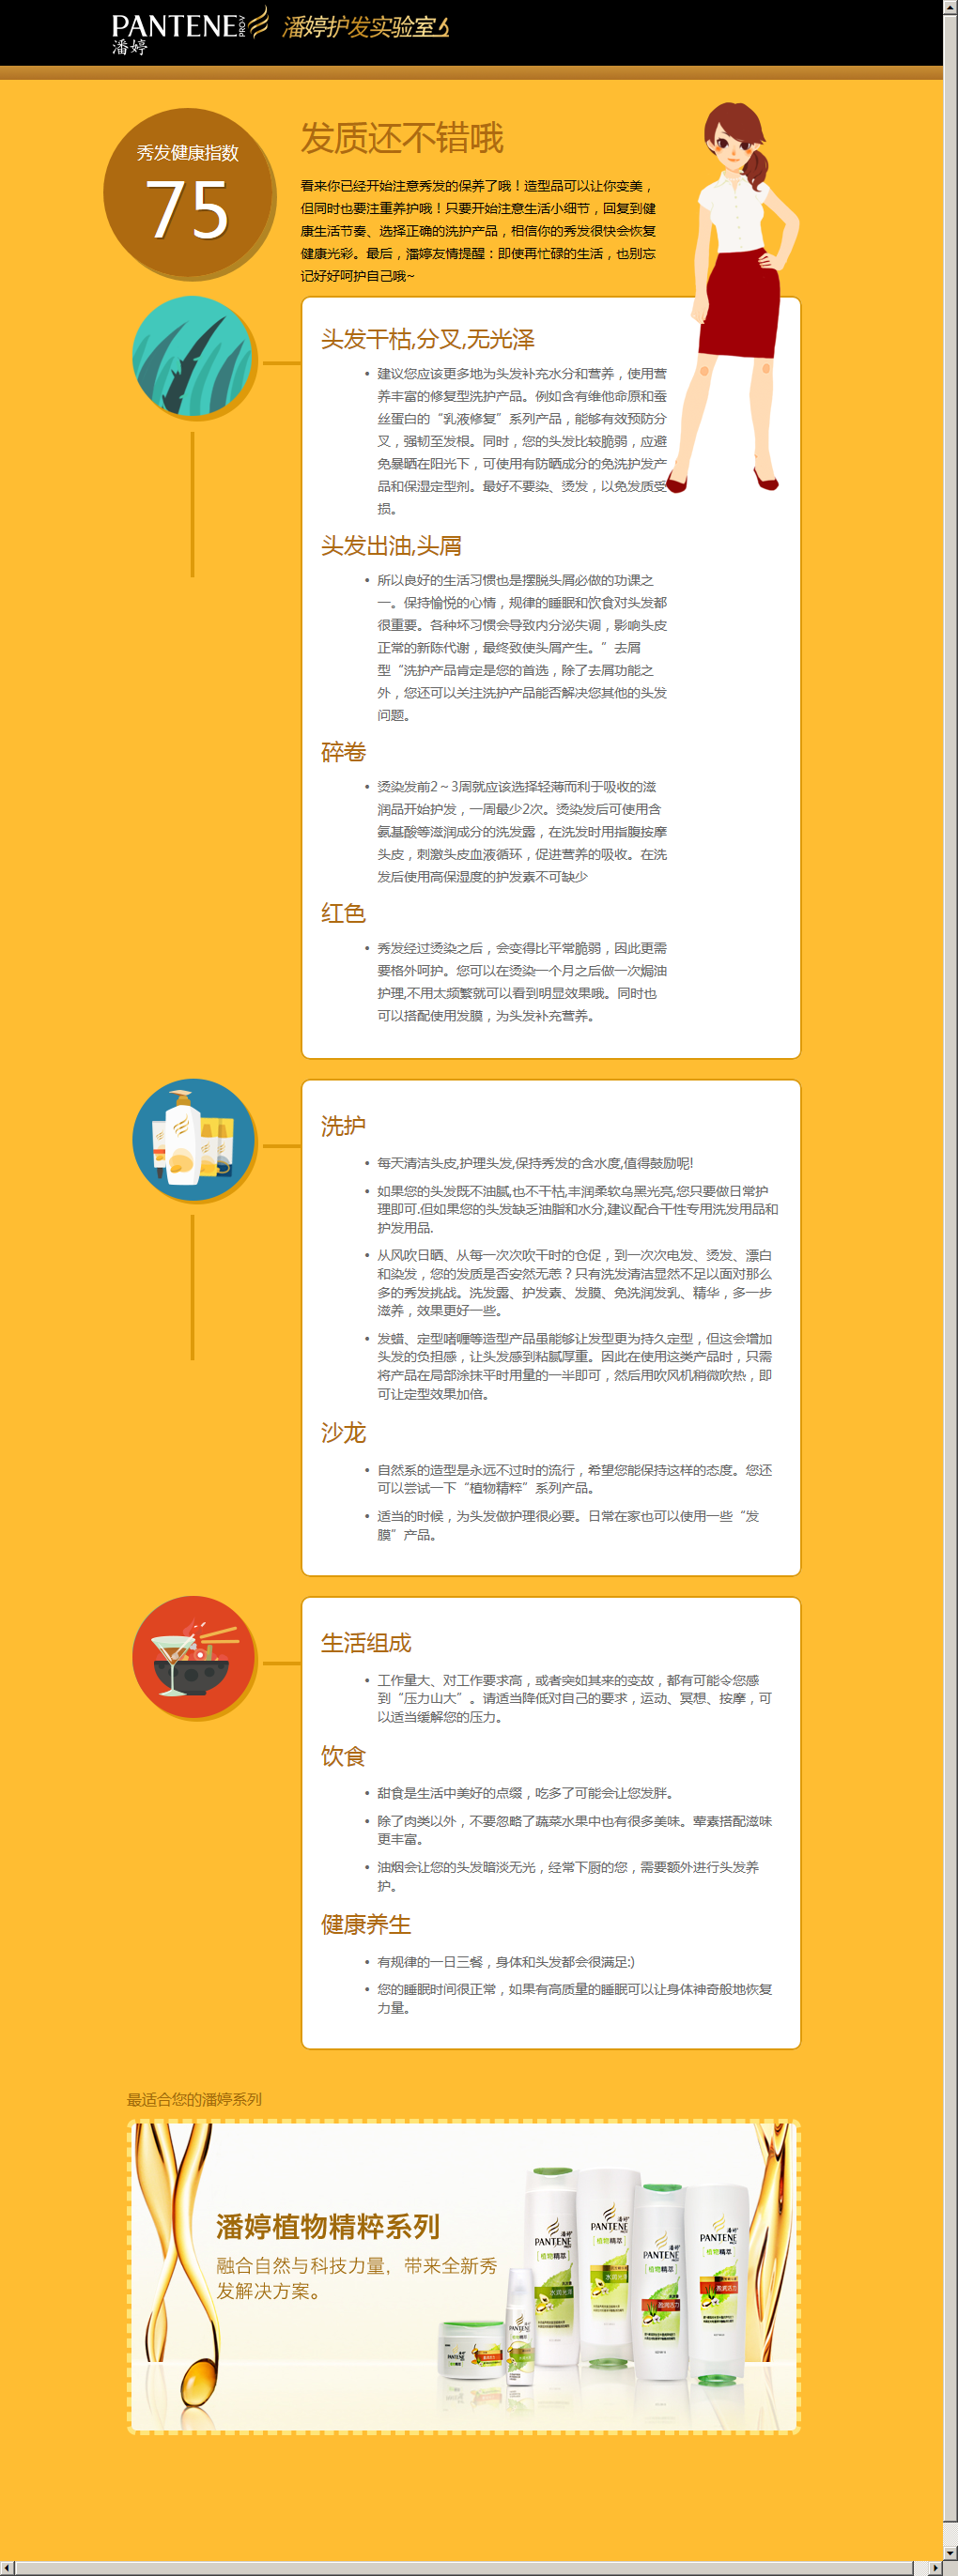 PANTENE PRO-V
潘婷护发实验室
潘婷
秀发健康指数
75
发质还不错哦
看来你已经开始注意秀发的保养了哦！造型品可以让你变美，
但同时也要注重养护哦！只要开始注意生活小细节，回复到健
康生活节奏、选择正确的洗护产品，相信你的秀发很快会恢复
健康光彩。最后，潘婷友情提醒：即使再忙碌的生活，也别忘
记好好呵护自己哦~
头发干枯,分叉,无光泽
• 建议您应该更多地为头发补充水分和营养，使用营
养丰富的修复型洗护产品。例如含有维他命原和蚕
丝蛋白的“乳液修复”系列产品，能够有效预防分
叉，强韧至发根。同时，您的头发比较脆弱，应避
免暴晒在阳光下，可使用有防晒成分的免洗护发产
品和保湿定型剂。最好不要染、烫发，以免发质受
损。
头发出油,头屑
• 所以良好的生活习惯也是摆脱头屑必做的功课之
一。保持愉悦的心情，规律的睡眠和饮食对头发都
很重要。各种坏习惯会导致内分泌失调，影响头皮
正常的新陈代谢，最终致使头屑产生。”去屑
型“洗护产品肯定是您的首选，除了去屑功能之
外，您还可以关注洗护产品能否解决您其他的头发
问题。
碎卷
• 烫染发前2～3周就应该选择轻薄而利于吸收的滋
润品开始护发，一周最少2次。烫染发后可使用含
氨基酸等滋润成分的洗发露，在洗发时用指腹按摩
头皮，刺激头皮血液循环，促进营养的吸收。在洗
发后使用高保湿度的护发素不可缺少
红色
• 秀发经过烫染之后，会变得比平常脆弱，因此更需
要格外呵护。您可以在烫染一个月之后做一次焗油
护理,不用太频繁就可以看到明显效果哦。同时也
可以搭配使用发膜，为头发补充营养。
洗护
• 每天清洁头皮,护理头发,保持秀发的含水度,值得鼓励呢!
• 如果您的头发既不油腻,也不干枯,丰润柔软乌黑光亮,您只要做日常护
理即可.但如果您的头发缺乏油脂和水分,建议配合干性专用洗发用品和
护发用品.
• 从风吹日晒、从每一次次吹干时的仓促，到一次次电发、烫发、漂白
和染发，您的发质是否安然无恙？只有洗发清洁显然不足以面对那么
多的秀发挑战。洗发露、护发素、发膜、免洗润发乳、精华，多一步
滋养，效果更好一些。
• 发蜡、定型啫喱等造型产品虽能够让发型更为持久定型，但这会增加
头发的负担感，让头发感到粘腻厚重。因此在使用这类产品时，只需
将产品在局部涂抹平时用量的一半即可，然后用吹风机稍微吹热，即
可让定型效果加倍。
沙龙
• 自然系的造型是永远不过时的流行，希望您能保持这样的态度。您还
可以尝试一下“植物精粹”系列产品。
• 适当的时候，为头发做护理很必要。日常在家也可以使用一些“发
膜”产品。
生活组成
• 工作量大、对工作要求高，或者突如其来的变故，都有可能令您感
到“压力山大”。请适当降低对自己的要求，运动、冥想、按摩，可
以适当缓解您的压力。
饮食
• 甜食是生活中美好的点缀，吃多了可能会让您发胖。
• 除了肉类以外，不要忽略了蔬菜水果中也有很多美味。荤素搭配滋味
更丰富。
• 油烟会让您的头发暗淡无光，经常下厨的您，需要额外进行头发养
护。
健康养生
• 有规律的一日三餐，身体和头发都会很满足:)
• 您的睡眠时间很正常，如果有高质量的睡眠可以让身体神奇般地恢复
力量。
最适合您的潘婷系列
潘婷植物精粹系列
融合自然与科技力量，带来全新秀
发解决方案。
潘婷
PANTENE
植物精萃
潘婷
PANTENE
植物精萃
潘婷
PANTENE
植物精萃
潘婷
PANTENE
植物精萃